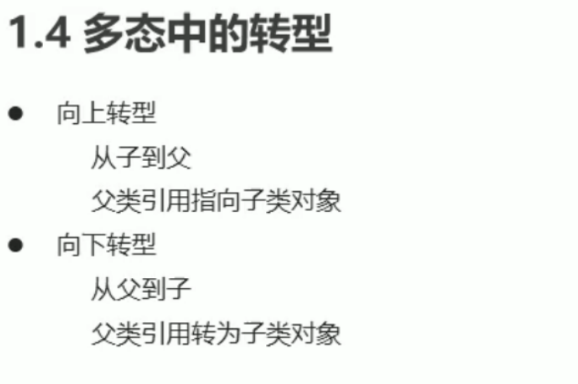 1.4 多态中的转型
● 向上转型
从子到父
父类引用指向子类对象
● 向下转型
从父到子
父类引用转为子类对象